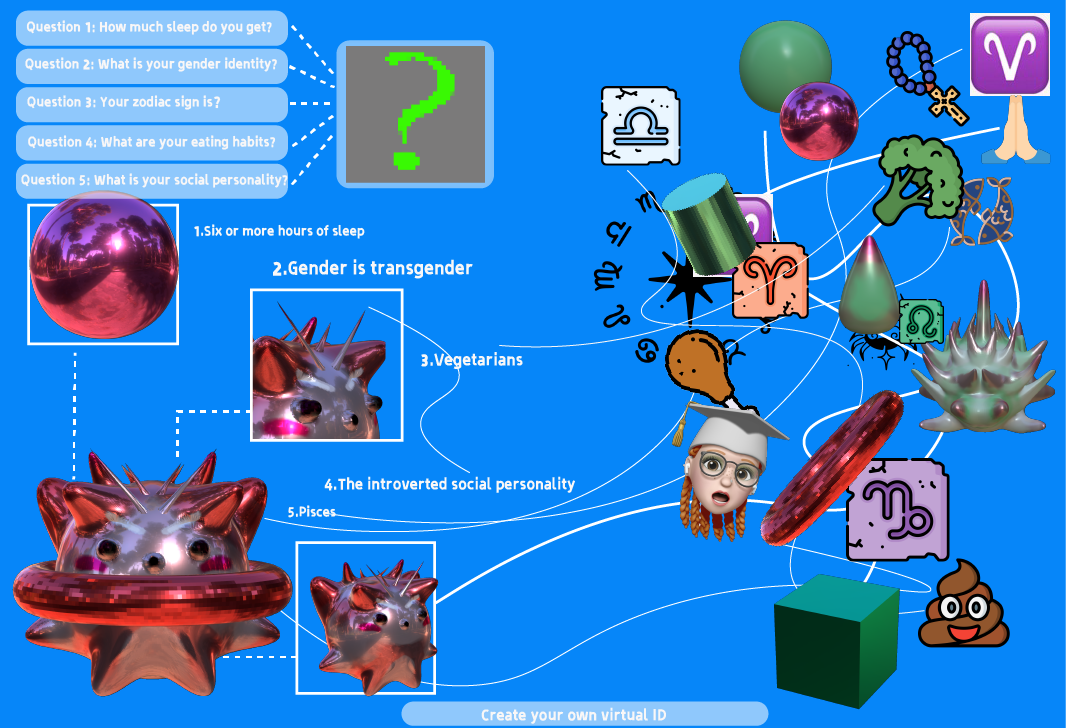 Question 1: How much sleep do you get?
Question 2: What is your gender identity?
Question 3: Your zodiac sign is?
Question 4: What are your eating habits?
Question 5: What is your social personality?
?
1.Six or more hours of sleep
2.Gender is transgender
3.Vegetarians
4.The introverted social personality
5.Pisces
Create your own virtual ID